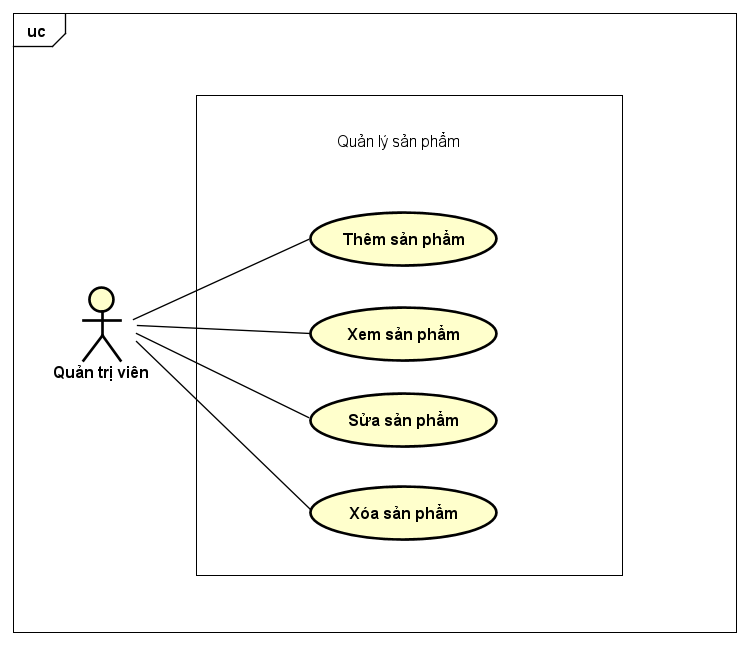 uc
Quản lý sản phẩm
Thêm sản phẩm
Xem sản phẩm
Quản trị viên
Sửa sản phẩm
Xóa sản phẩm